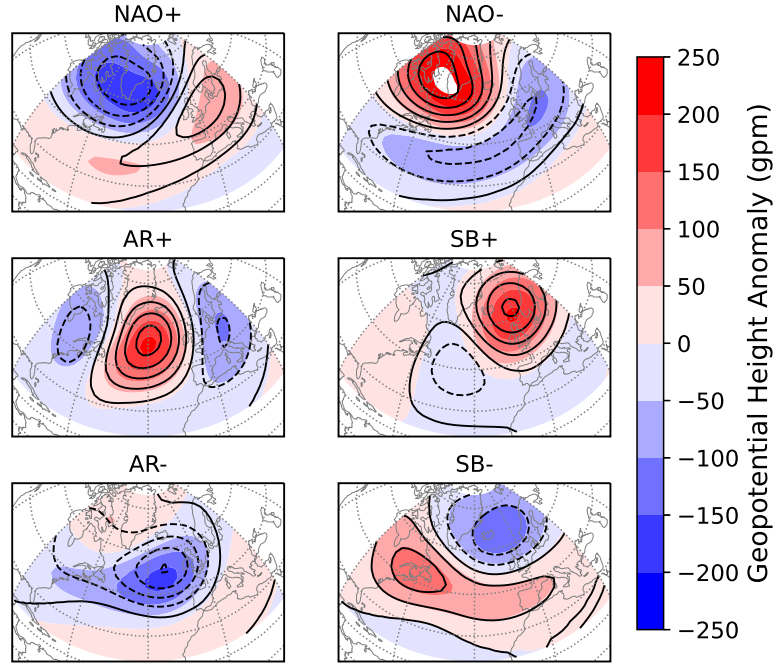 NAO+
NAO-
AR+
SB+
AR-
SB-
250
200
150
100
50
0
−50
−100
−150
−200
−250
Geopotential Height Anomaly (gpm)